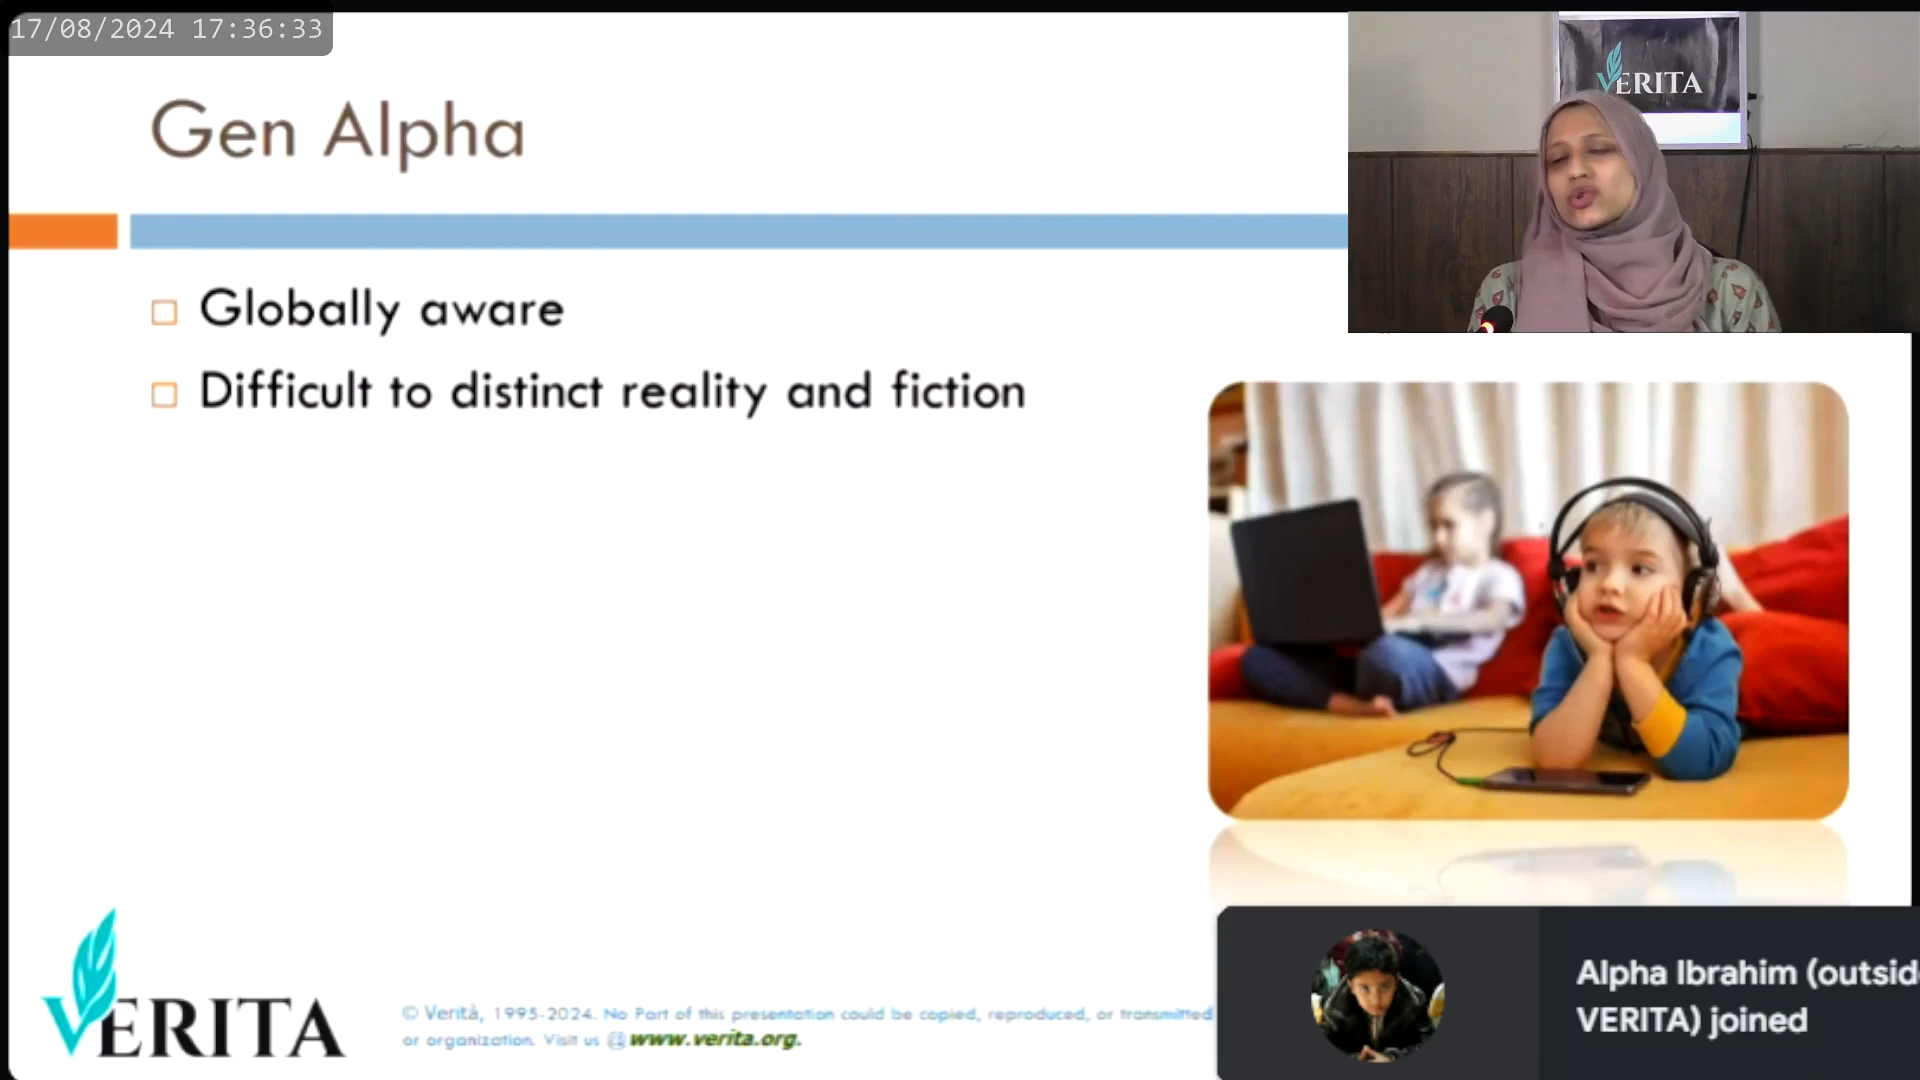 17/08/2024 17:36:33
VERITA
Gen Alpha
Globally aware
Difficult to distinct reality and fiction
VERITA
© Verità, 1995-2024. No Part of this presentation could be copied, reproduced, or transmitted
or organization. Visit us @www.verita.org.
Alpha Ibrahim (outsid
VERITA) joined